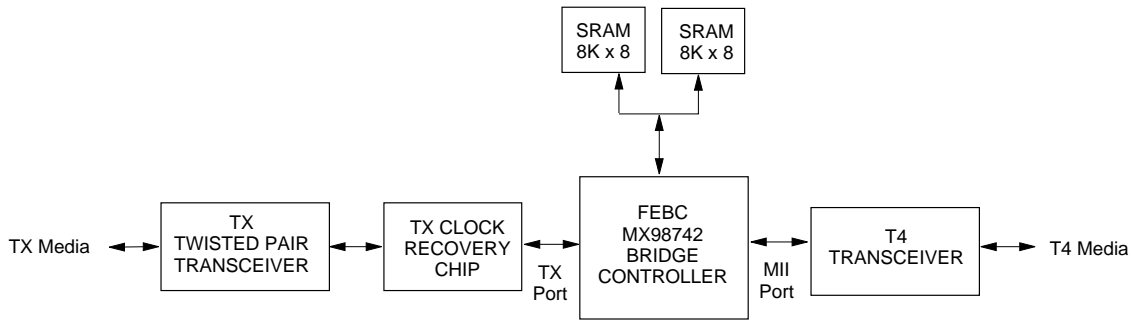 SRAM
8K x 8
SRAM
8K x 8
TX Media
TX
TWISTED PAIR
TRANSCEIVER
TX CLOCK
RECOVERY
CHIP
TX
Port
FEBC
MX98742
BRIDGE
CONTROLLER
MII
Port
T4
TRANSCEIVER
T4 Media